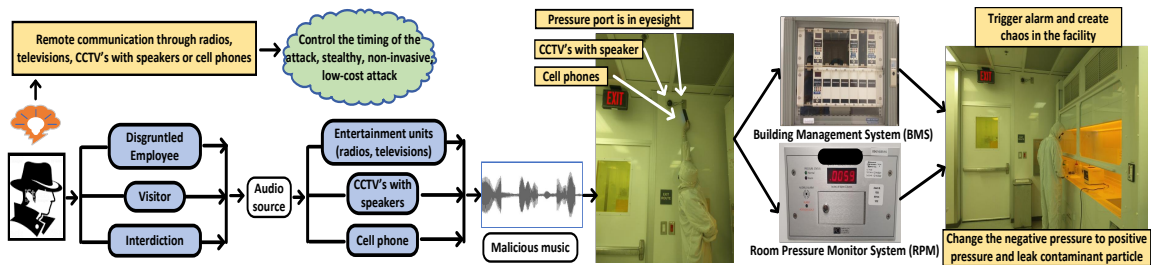 Remote communication through radios,
televisions, CCTV's with speakers or cell phones
Control the timing of the
attack, stealthy, non-invasive,
low-cost attack
Disgruntled
Employee
Visitor
Interdiction
Audio
source
Entertainment units
(radios, televisions)
CCTV's with
speakers
Cell phone
Malicious music
Pressure port is in eyesight
CCTV's with speaker
Cell phones
EXIT
Building Management System (BMS)
Room Pressure Monitor System (RPM)
Trigger alarm and create
chaos in the facility
EXIT
Change the negative pressure to positive
pressure and leak contaminant particle